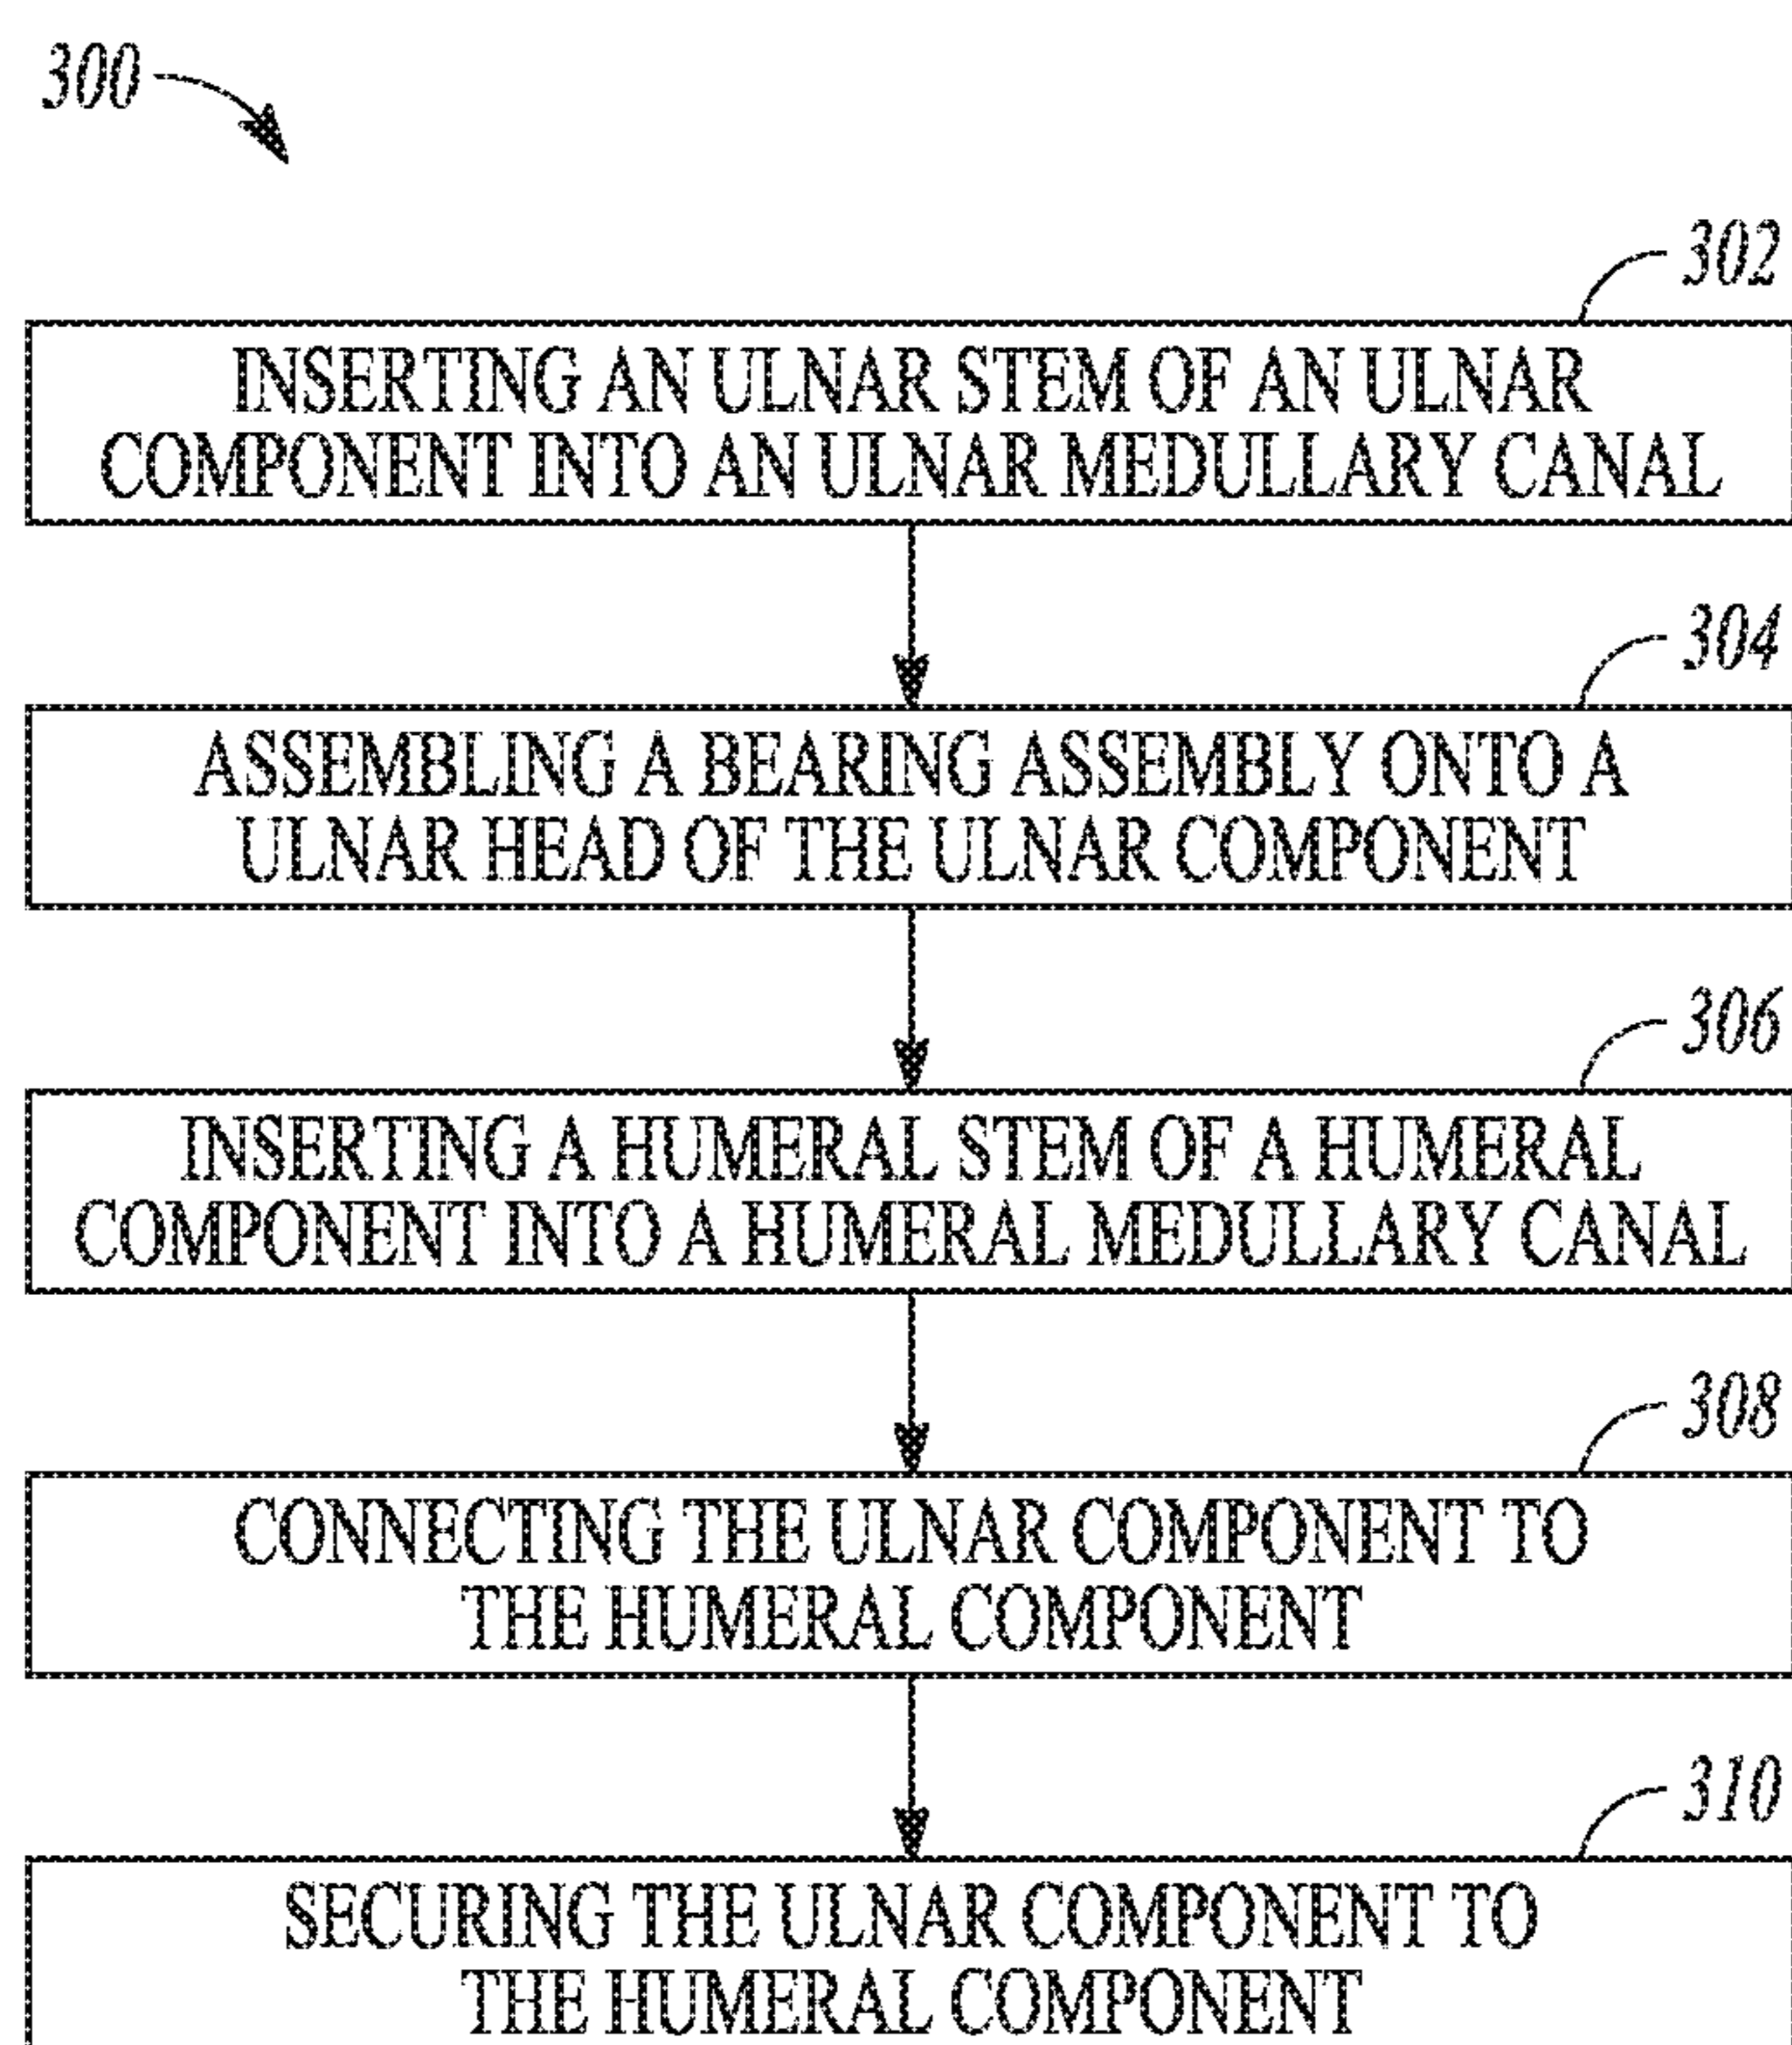 300
302
INSERTING AN ULNAR STEM OF AN ULNAR
COMPONENT INTO AN ULNAR MEDULLARY CANAL
304
ASSEMBLING A BEARING ASSEMBLY ONTO A
ULNAR HEAD OF THE ULNAR COMPONENT
306
INSERTING A HUMERAL STEM OF A HUMERAL
COMPONENT INTO A HUMERAL MEDULLARY CANAL
308
CONNECTING THE ULNAR COMPONENT TO
THE HUMERAL COMPONENT
310
SECURING THE ULNAR COMPONENT TO
THE HUMERAL COMPONENT